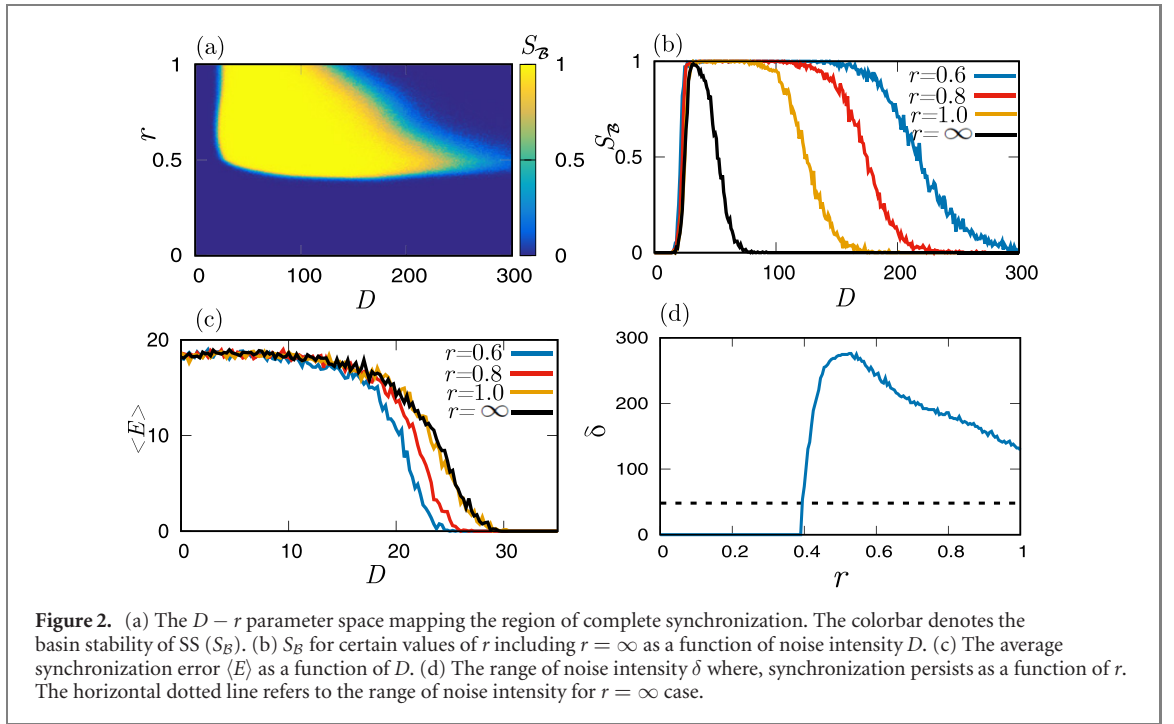 (a)
S_𝓑
1
0.5
0
r
1
0.5
0
0 100 200 300
D
(b)
S_𝓑
1
0.5
0
r=0.6
r=0.8
r=1.0
r=∞
0 100 200 300
D
(c)
<E>
20
10
0
r=0.6
r=0.8
r=1.0
r=∞
0 10 20 30
D
(d)
δ
300
200
100
0
0 0.2 0.4 0.6 0.8 1
r
Figure 2. (a) The D − r parameter space mapping the region of complete synchronization. The colorbar denotes the
basin stability of SS (S_𝓑). (b) S_𝓑 for certain values of r including r = ∞ as a function of noise intensity D. (c) The average
synchronization error ⟨E⟩ as a function of D. (d) The range of noise intensity δ where, synchronization persists as a function of r.
The horizontal dotted line refers to the range of noise intensity for r = ∞ case.